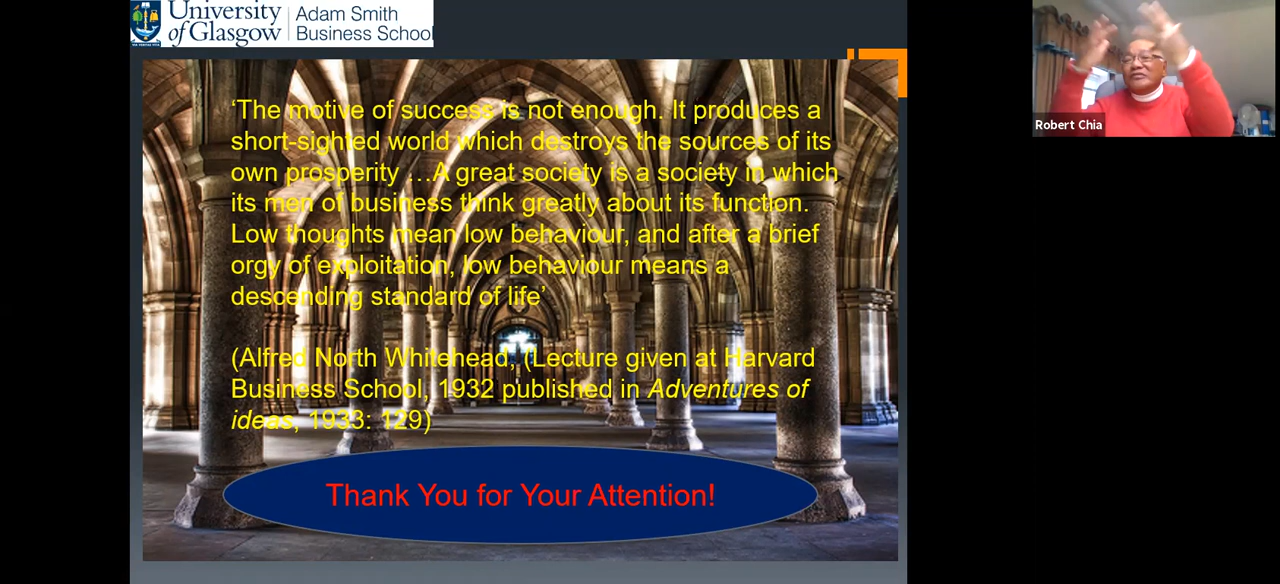 University
of Glasgow
Adam Smith
Business School
'The motive of success is not enough. It produces a
short-sighted world which destroys the sources of its
own prosperity …A great society is a society in which
its men of business think greatly about its function.
Low thoughts mean low behaviour, and after a brief
orgy of exploitation, low behaviour means a
descending standard of life'
(Alfred North Whitehead, (Lecture given at Harvard
Business School, 1932 published in Adventures of
ideas, 1933: 129)
Thank You for Your Attention!
Robert Chia